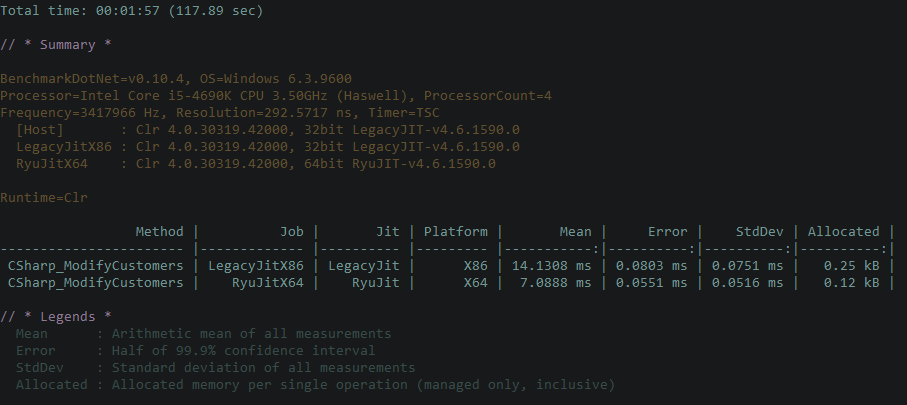 Total time: 00:01:57 (117.89 sec)
// * Summary *
BenchmarkDotNet=v0.10.4, OS=Windows 6.3.9600
Processor=Intel Core i5-4690K CPU 3.50GHz (Haswell), ProcessorCount=4
Frequency=3417966 Hz, Resolution=292.5717 ns, Timer=TSC
  [Host]       : Clr 4.0.30319.42000, 32bit LegacyJIT-v4.6.1590.0
  LegacyJitX86 : Clr 4.0.30319.42000, 32bit LegacyJIT-v4.6.1590.0
  RyuJitX64    : Clr 4.0.30319.42000, 64bit RyuJIT-v4.6.1590.0
Runtime=Clr
                 Method |          Job |       Jit | Platform |       Mean |     Error |    StdDev | Allocated |
----------------------- |------------- |---------- |--------- |-----------:|----------:|----------:|----------:|
 CSharp_ModifyCustomers | LegacyJitX86 | LegacyJit |      X86 | 14.1308 ms | 0.0803 ms | 0.0751 ms |   0.25 kB |
 CSharp_ModifyCustomers |    RyuJitX64 |    RyuJit |      X64 |  7.0888 ms | 0.0551 ms | 0.0516 ms |   0.12 kB |
// * Legends *
  Mean      : Arithmetic mean of all measurements
  Error     : Half of 99.9% confidence interval
  StdDev    : Standard deviation of all measurements
  Allocated : Allocated memory per single operation (managed only, inclusive)